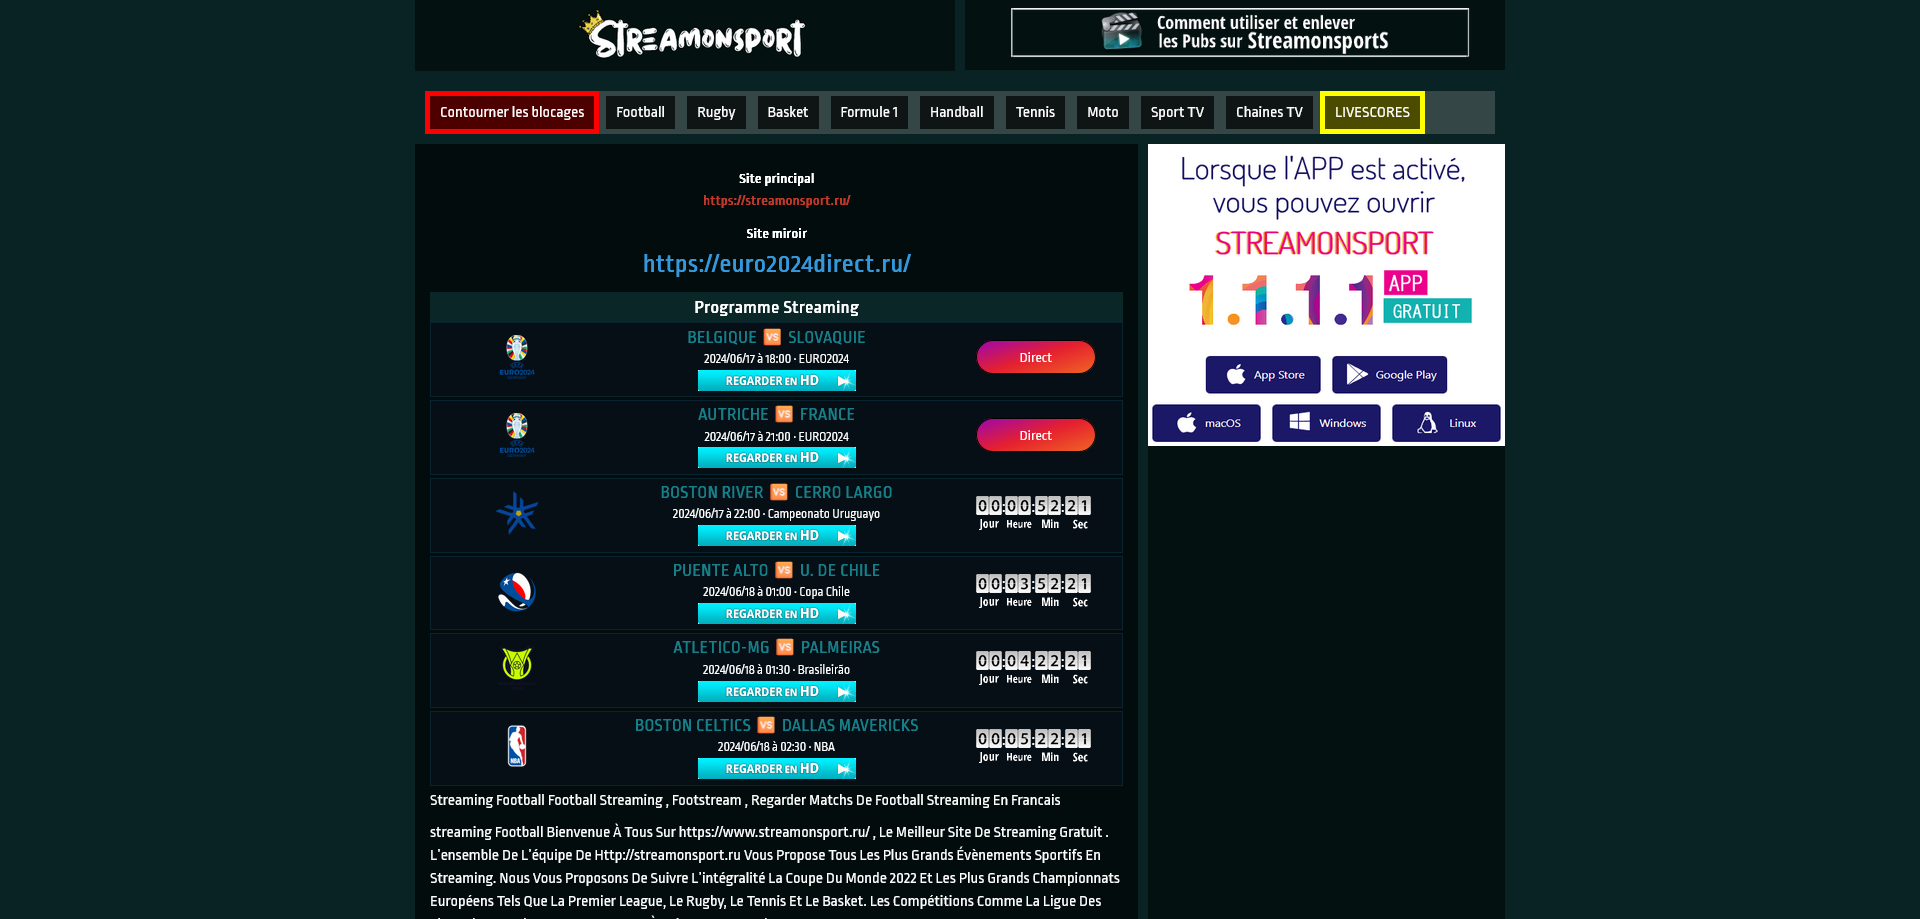 STREAMONSPORT
Comment utiliser et enlever
les Pubs sur StreamonsportS
Contourner les blocages
Football
Rugby
Basket
Formule 1
Handball
Tennis
Moto
Sport TV
Chaines TV
LIVESCORES
Site principal
https://streamonsport.ru/
Site miroir
https://euro2024direct.ru/
Programme Streaming
EURO2024
BELGIQUE VS SLOVAQUIE
2024/06/17 à 18:00 · EURO2024
REGARDER EN HD
Direct
EURO2024
AUTRICHE VS FRANCE
2024/06/17 à 21:00 · EURO2024
REGARDER EN HD
Direct
BOSTON RIVER VS CERRO LARGO
2024/06/17 à 22:00 · Campeonato Uruguayo
REGARDER EN HD
00:00:52:21
Jour Heure Min Sec
PUENTE ALTO VS U. DE CHILE
2024/06/18 à 01:00 · Copa Chile
REGARDER EN HD
00:03:52:21
Jour Heure Min Sec
ATLETICO-MG VS PALMEIRAS
2024/06/18 à 01:30 · Brasileirão
REGARDER EN HD
00:04:22:21
Jour Heure Min Sec
NBA
BOSTON CELTICS VS DALLAS MAVERICKS
2024/06/18 à 02:30 · NBA
REGARDER EN HD
00:05:22:21
Jour Heure Min Sec
Streaming Football Football Streaming , Footstream , Regarder Matchs De Football Streaming En Francais
streaming Football Bienvenue À Tous Sur https://www.streamonsport.ru/ , Le Meilleur Site De Streaming Gratuit .
L'ensemble De L'équipe De Http://streamonsport.ru Vous Propose Tous Les Plus Grands Évènements Sportifs En
Streaming. Nous Vous Proposons De Suivre L'intégralité La Coupe Du Monde 2022 Et Les Plus Grands Championnats
Européens Tels Que La Premier League, Le Rugby, Le Tennis Et Le Basket. Les Compétitions Comme La Ligue Des
Lorsque l'APP est activé,
vous pouvez ouvrir
STREAMONSPORT
1.1.1.1
APP
GRATUIT
App Store
Google Play
macOS
Windows
Linux